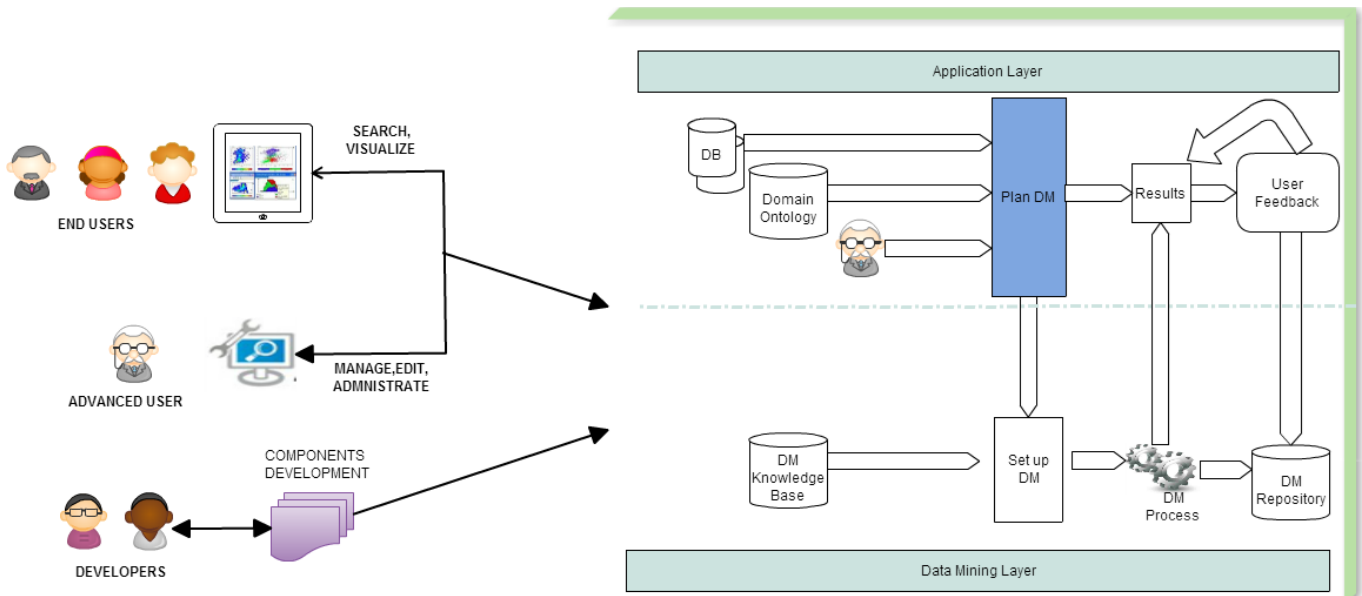 SEARCH,
VISUALIZE
END USERS
MANAGE,EDIT,
ADMNISTRATE
ADVANCED USER
COMPONENTS
DEVELOPMENT
DEVELOPERS
Application Layer
DB
Domain
Ontology
Plan DM
Results
User
Feedback
DM
Knowledge
Base
Set up
DM
DM
Process
DM
Repository
Data Mining Layer